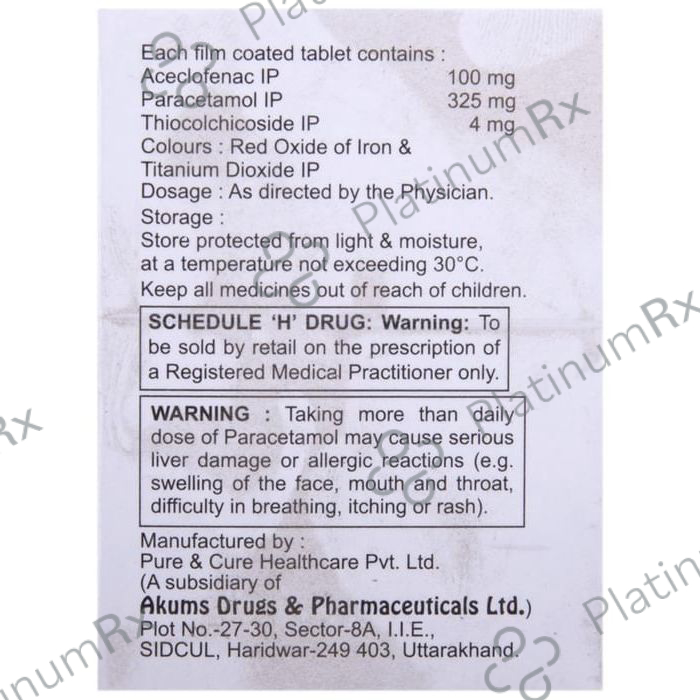 Each film coated tablet contains :
Aceclofenac IP 100 mg
Paracetamol IP 325 mg
Thiocolchicoside IP 4 mg
Colours : Red Oxide of Iron &
Titanium Dioxide IP
Dosage : As directed by the Physician.
Storage :
Store protected from light & moisture,
at a temperature not exceeding 30°C.
Keep all medicines out of reach of children.
SCHEDULE ‘H’ DRUG: Warning: To
be sold by retail on the prescription of
a Registered Medical Practitioner only.
WARNING : Taking more than daily
dose of Paracetamol may cause serious
liver damage or allergic reactions (e.g.
swelling of the face, mouth and throat,
difficulty in breathing, itching or rash).
Manufactured by :
Pure & Cure Healthcare Pvt. Ltd.
(A subsidiary of
Akums Drugs & Pharmaceuticals Ltd.)
Plot No.-27-30, Sector-8A, I.I.E.,
SIDCUL, Haridwar-249 403, Uttarakhand.
PlatinumRx
PlatinumRx
Platinum
Rx
Platin
inumRx